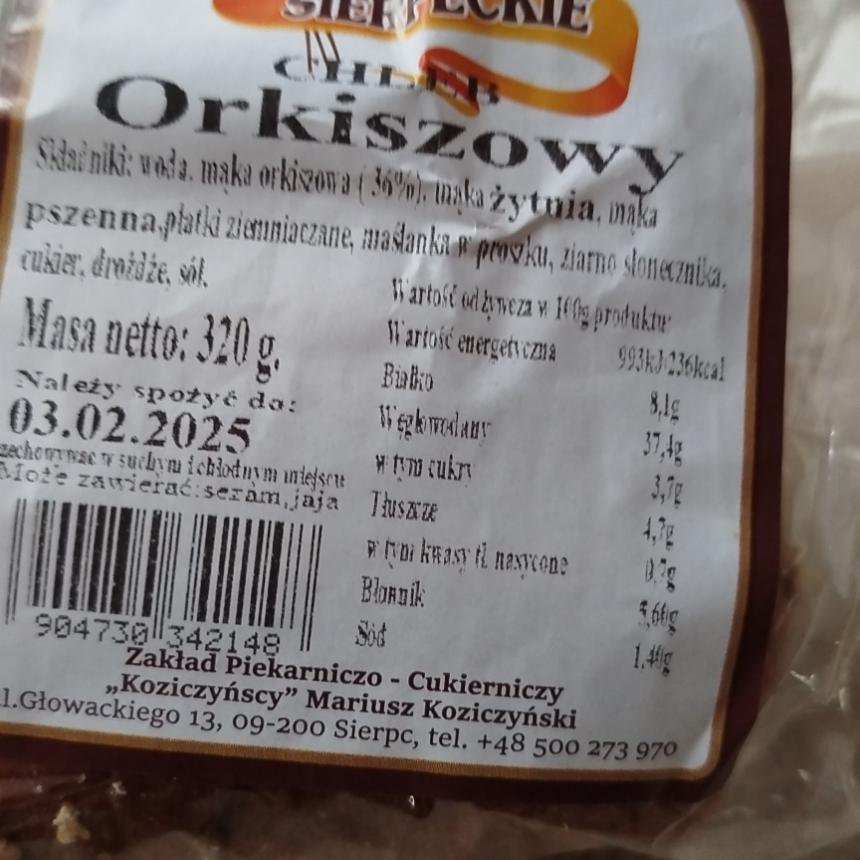 SIERPECKIE
CHLEB
Orkiszowy
Składniki: woda, mąka orkiszowa (36%), mąka żytnia, mąka
pszenna,płatki ziemniaczane, maślanka w proszku, ziarno słonecznika,
cukier, drożdże, sól.
Masa netto: 320 g.
Należy spożyć do:
03.02.2025
zechowywac w suchym i chłodnym miejscu
Może zawierać:sezam,jaja
904730 342148
Wartość odżywcza w 100g produktu:
Wartość energetyczna 993kJ/236kcal
Białko 8,1g
Węglowodany 37,4g
w tym cukry 3,7g
Tłuszcze 4,7g
w tym kwasy tł. nasycone 0,7g
Błonnik 5,60g
Sód 1,40g
Zakład Piekarniczo - Cukierniczy
„Koziczyńscy” Mariusz Koziczyński
l.Głowackiego 13, 09-200 Sierpc, tel. +48 500 273 970